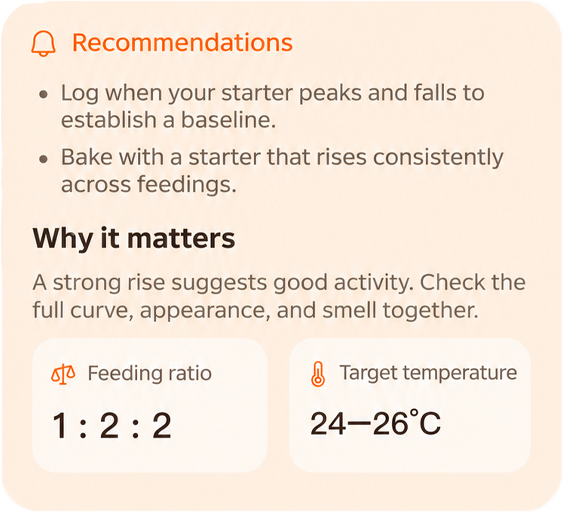 Recommendations
• Log when your starter peaks and falls to
establish a baseline.
• Bake with a starter that rises consistently
across feedings.
Why it matters
A strong rise suggests good activity. Check the
full curve, appearance, and smell together.
Feeding ratio
1 : 2 : 2
Target temperature
24—26°C